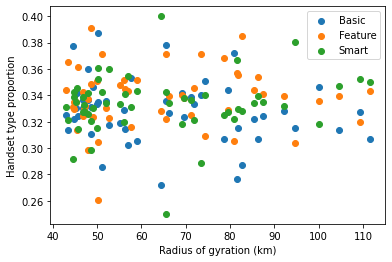 0.40
0.38
0.36
0.34
0.32
0.30
0.28
0.26
Handset type proportion
Basic
Feature
Smart
40 50 60 70 80 90 100 110
Radius of gyration (km)